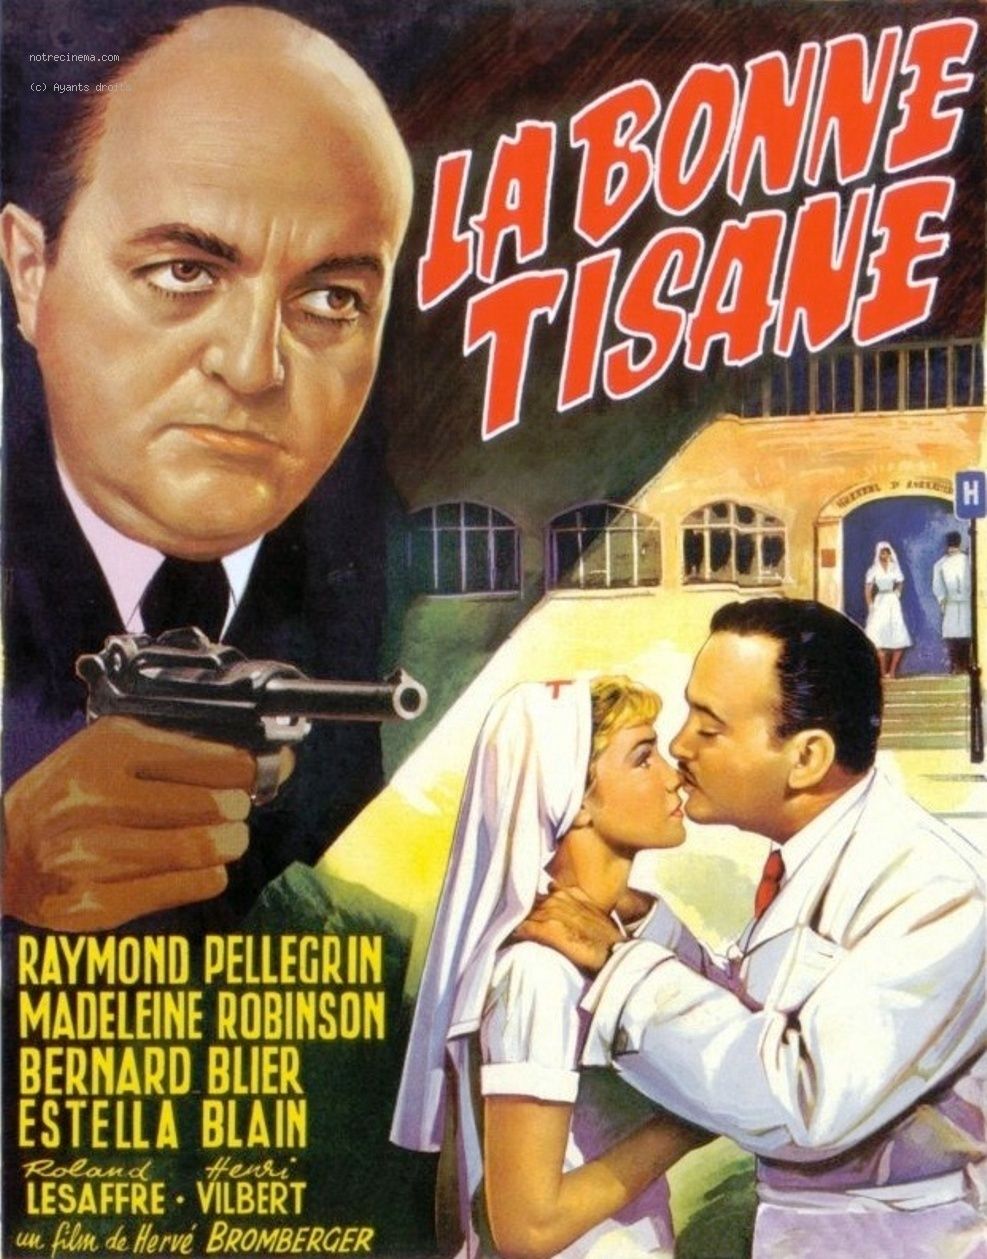 notrecinema.com
(c) Ayants droits
LA BONNE
TISANE
H
RAYMOND PELLEGRIN
MADELEINE ROBINSON
BERNARD BLIER
ESTELLA BLAIN
Roland Henri
LESAFFRE · VILBERT
un film de Hervé BROMBERGER